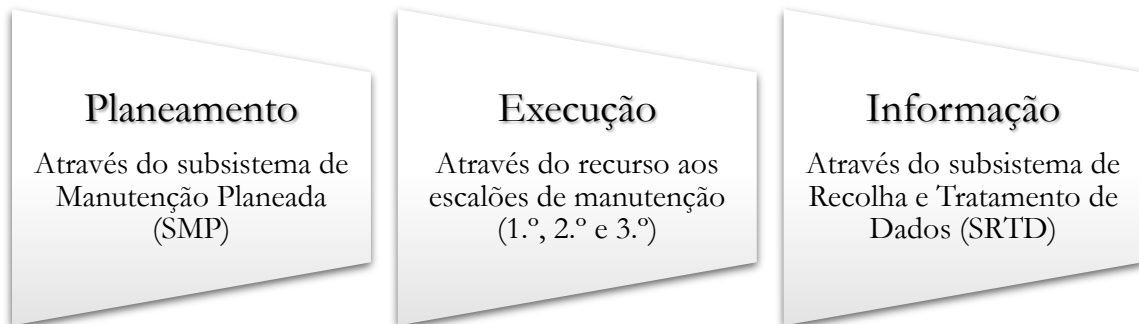 Planeamento
Através do subsistema de
Manutenção Planeada
(SMP)
Execução
Através do recurso aos
escalões de manutenção
(1.º, 2.º e 3.º)
Informação
Através do subsistema de
Recolha e Tratamento de
Dados (SRTD)